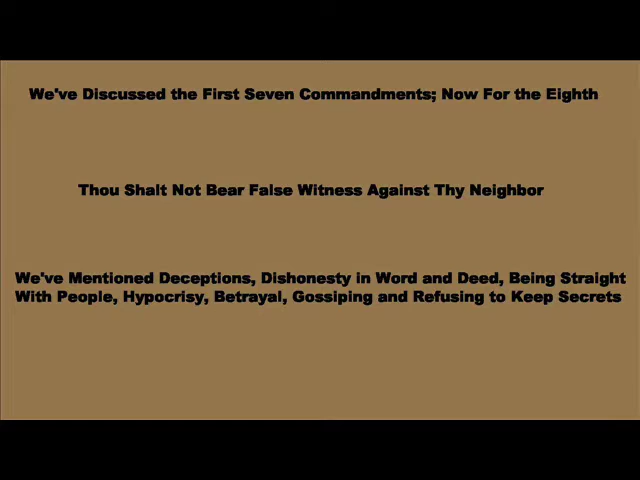 We've Discussed the First Seven Commandments; Now For the Eighth
Thou Shalt Not Bear False Witness Against Thy Neighbor
We've Mentioned Deceptions, Dishonesty in Word and Deed, Being Straight
With People, Hypocrisy, Betrayal, Gossiping and Refusing to Keep Secrets